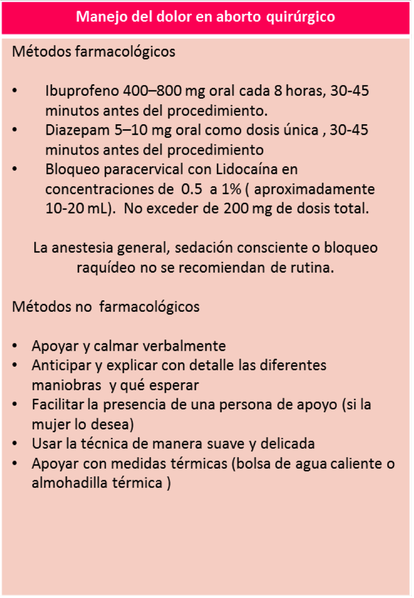 Manejo del dolor en aborto quirúrgico
Métodos farmacológicos
• Ibuprofeno 400–800 mg oral cada 8 horas, 30-45
minutos antes del procedimiento.
• Diazepam 5–10 mg oral como dosis única , 30-45
minutos antes del procedimiento
• Bloqueo paracervical con Lidocaína en
concentraciones de 0.5 a 1% ( aproximadamente
10-20 mL). No exceder de 200 mg de dosis total.
La anestesia general, sedación consciente o bloqueo
raquídeo no se recomiendan de rutina.
Métodos no farmacológicos
• Apoyar y calmar verbalmente
• Anticipar y explicar con detalle las diferentes
maniobras y qué esperar
• Facilitar la presencia de una persona de apoyo (si la
mujer lo desea)
• Usar la técnica de manera suave y delicada
• Apoyar con medidas térmicas (bolsa de agua caliente o
almohadilla térmica )